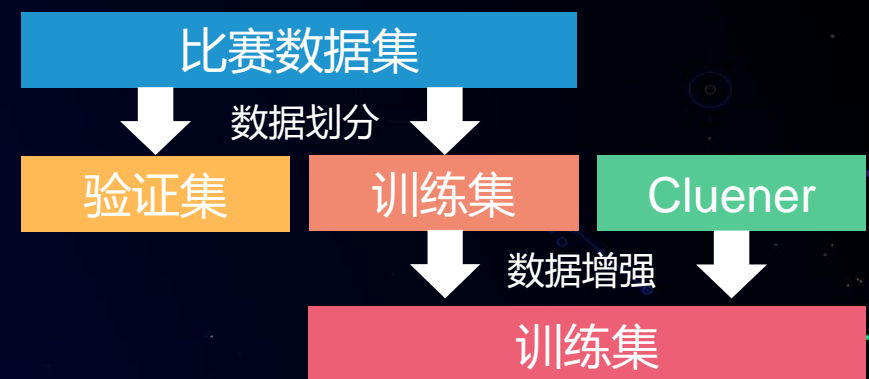 比赛数据集
数据划分
验证集
训练集
Cluener
数据增强
训练集